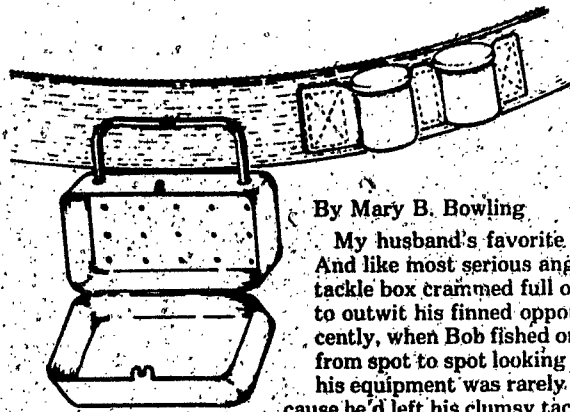 By Mary B. Bowling
My husband's favorite
And like most serious ang
tackle box crammed full o
to outwit his finned oppo
cently, when Bob fished o
from spot to spot looking
his equipment was rarely
cause he'd left his clumsy tac